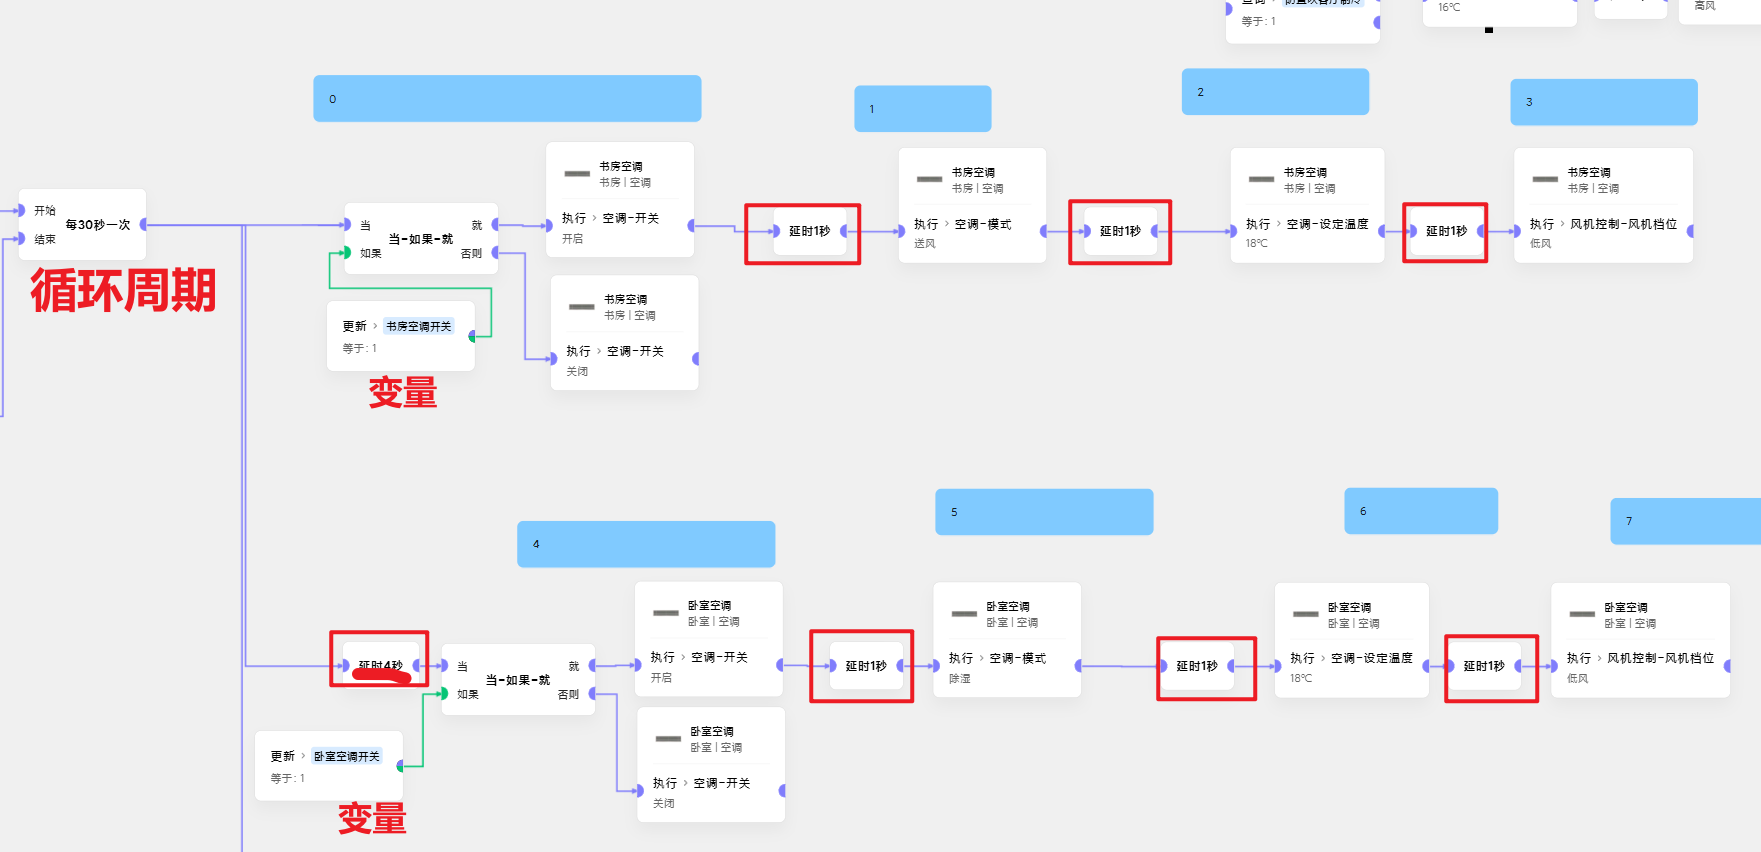 等于: 1
16℃
高风
0
1
2
3
书房空调
书房 | 空调
执行 › 空调-开关
开启
书房空调
书房 | 空调
执行 › 空调-模式
送风
书房空调
书房 | 空调
执行 › 空调-设定温度
18℃
书房空调
书房 | 空调
执行 › 风机控制-风机档位
低风
开始
每30秒一次
结束
当
就
当-如果-就
如果
否则
延时1秒
延时1秒
延时1秒
循环周期
更新 › 书房空调开关
等于: 1
变量
书房空调
书房 | 空调
执行 › 空调-开关
关闭
4
5
6
7
卧室空调
卧室 | 空调
执行 › 空调-开关
开启
卧室空调
卧室 | 空调
执行 › 空调-模式
除湿
卧室空调
卧室 | 空调
执行 › 空调-设定温度
18℃
卧室空调
卧室 | 空调
执行 › 风机控制-风机档位
低风
延时4秒
当
就
当-如果-就
如果
否则
延时1秒
延时1秒
延时1秒
更新 › 卧室空调开关
等于: 1
变量
卧室空调
卧室 | 空调
执行 › 空调-开关
关闭